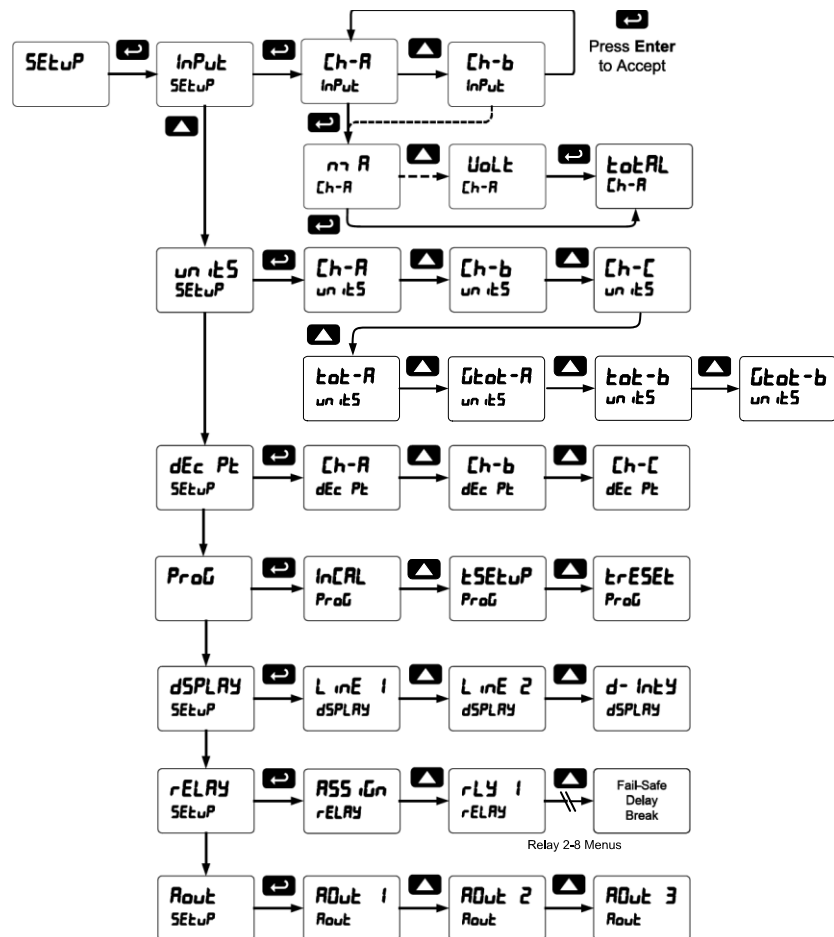 SEtuP
InPut
SEtuP
Ch-A
InPut
Ch-b
InPut
Press Enter
to Accept
mA
Ch-A
VoLt
Ch-A
totAL
Ch-A
unitS
SEtuP
Ch-A
unitS
Ch-b
unitS
Ch-C
unitS
tot-A
unitS
Gtot-A
unitS
tot-b
unitS
Gtot-b
unitS
dEc Pt
SEtuP
Ch-A
dEc Pt
Ch-b
dEc Pt
Ch-C
dEc Pt
ProG
InCAL
ProG
tSEtuP
ProG
trESEt
ProG
dSPLAY
SEtuP
LinE 1
dSPLAY
LinE 2
dSPLAY
d-IntY
dSPLAY
rELAY
SEtuP
ASSiGn
rELAY
rLY 1
rELAY
Fail-Safe
Delay
Break
Relay 2-8 Menus
Aout
SEtuP
AOut 1
Aout
AOut 2
Aout
AOut 3
Aout